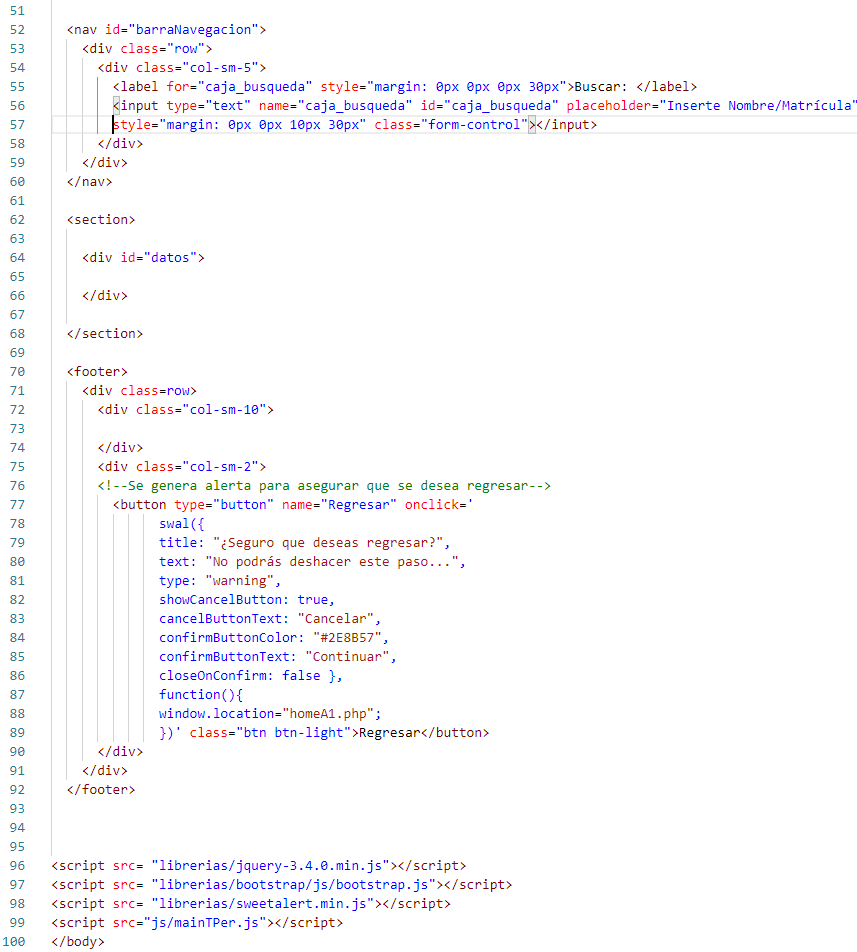 51
52 <nav id="barraNavegacion">
53 <div class="row">
54 <div class="col-sm-5">
55 <label for="caja_busqueda" style="margin: 0px 0px 0px 30px">Buscar: </label>
56 <input type="text" name="caja_busqueda" id="caja_busqueda" placeholder="Inserte Nombre/Matrícula"
57 style="margin: 0px 0px 10px 30px" class="form-control"></input>
58 </div>
59 </div>
60 </nav>
61
62 <section>
63
64 <div id="datos">
65
66 </div>
67
68 </section>
69
70 <footer>
71 <div class=row>
72 <div class="col-sm-10">
73
74 </div>
75 <div class="col-sm-2">
76 <!--Se genera alerta para asegurar que se desea regresar-->
77 <button type="button" name="Regresar" onclick='
78 swal({
79 title: "¿Seguro que deseas regresar?",
80 text: "No podrás deshacer este paso...",
81 type: "warning",
82 showCancelButton: true,
83 cancelButtonText: "Cancelar",
84 confirmButtonColor: "#2E8B57",
85 confirmButtonText: "Continuar",
86 closeOnConfirm: false },
87 function(){
88 window.location="homeA1.php";
89 })' class="btn btn-light">Regresar</button>
90 </div>
91 </div>
92 </footer>
93
94
95
96 <script src= "librerias/jquery-3.4.0.min.js"></script>
97 <script src= "librerias/bootstrap/js/bootstrap.js"></script>
98 <script src= "librerias/sweetalert.min.js"></script>
99 <script src="js/mainTPer.js"></script>
100 </body>